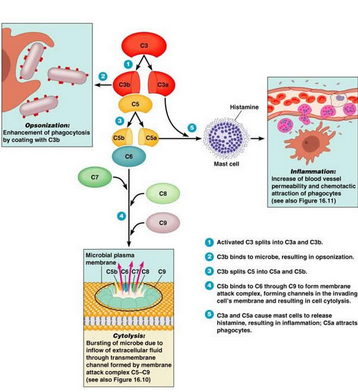 C3
1
2
C3b
C3a
C5
Opsonization:
Enhancement of phagocytosis
by coating with C3b
3
C5b
C5a
5
Histamine
Mast cell
C6
Inflammation:
Increase of blood vessel
permeability and chemotactic
attraction of phagocytes
(see also Figure 16.11)
C7
C8
4
C9
Microbial plasma
membrane
C5b C6 C7 C8 C9
Cytolysis:
Bursting of microbe due to
inflow of extracellular fluid
through transmembrane
channel formed by membrane
attack complex C5–C9
(see also Figure 16.10)
1 Activated C3 splits into C3a and C3b.
2 C3b binds to microbe, resulting in opsonization.
3 C3b splits C5 into C5a and C5b.
4 C5b binds to C6 through C9 to form membrane
attack complex, forming channels in the invading
cell's membrane and resulting in cell cytolysis.
5 C3a and C5a cause mast cells to release
histamine, resulting in inflammation; C5a attracts
phagocytes.